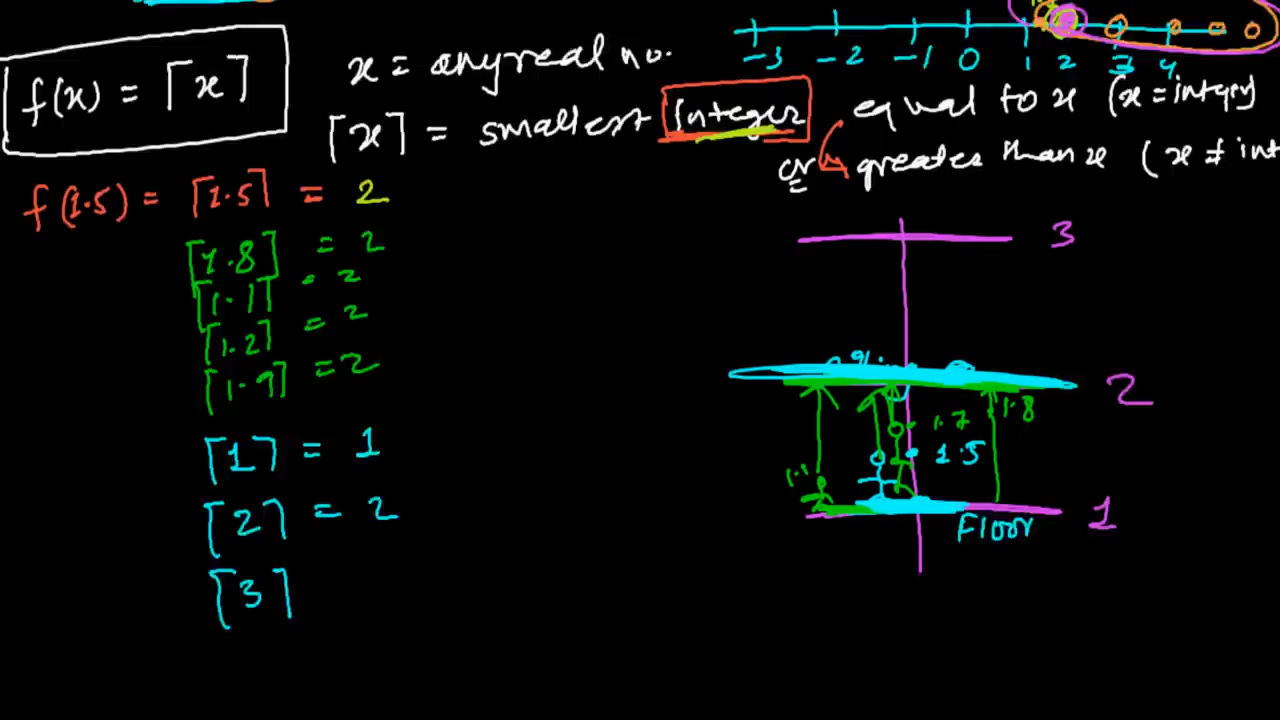 -3 -2 -1 0 1 2 3 4
f(x) = ⌈x⌉
x = any real no.
⌈x⌉ = smallest Integer equal to x (x = integer)
or greater than x (x ≠ int
f(1.5) = ⌈1.5⌉ = 2
⌈1.8⌉ = 2
⌈1.1⌉ = 2
⌈1.2⌉ = 2
⌈1.9⌉ = 2
⌈1⌉ = 1
⌈2⌉ = 2
⌈3⌉
3
2
1.8
1.7
1.5
1.1
1
Floor